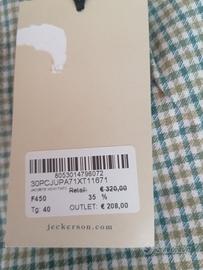 8053014796072
30PCJUPA71XT11671
Retail: € 320,00
F450 35 %
Tg: 40 OUTLET: € 208,00
jeckerson.com